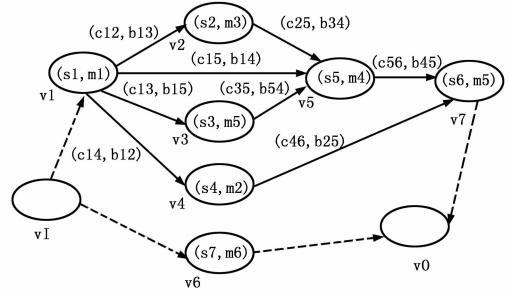 (s2, m3)
(c12, b13)
(c25, b34)
v2
(c15, b14)
(s1, m1)
(c56, b45)
v1
(s5, m4)
(s6, m5)
(c13, b15)
(c35, b54)
v5
v7
(s3, m5)
v3
(c46, b25)
(c14, b12)
(s4, m2)
v4
vI
(s7, m6)
vO
v6